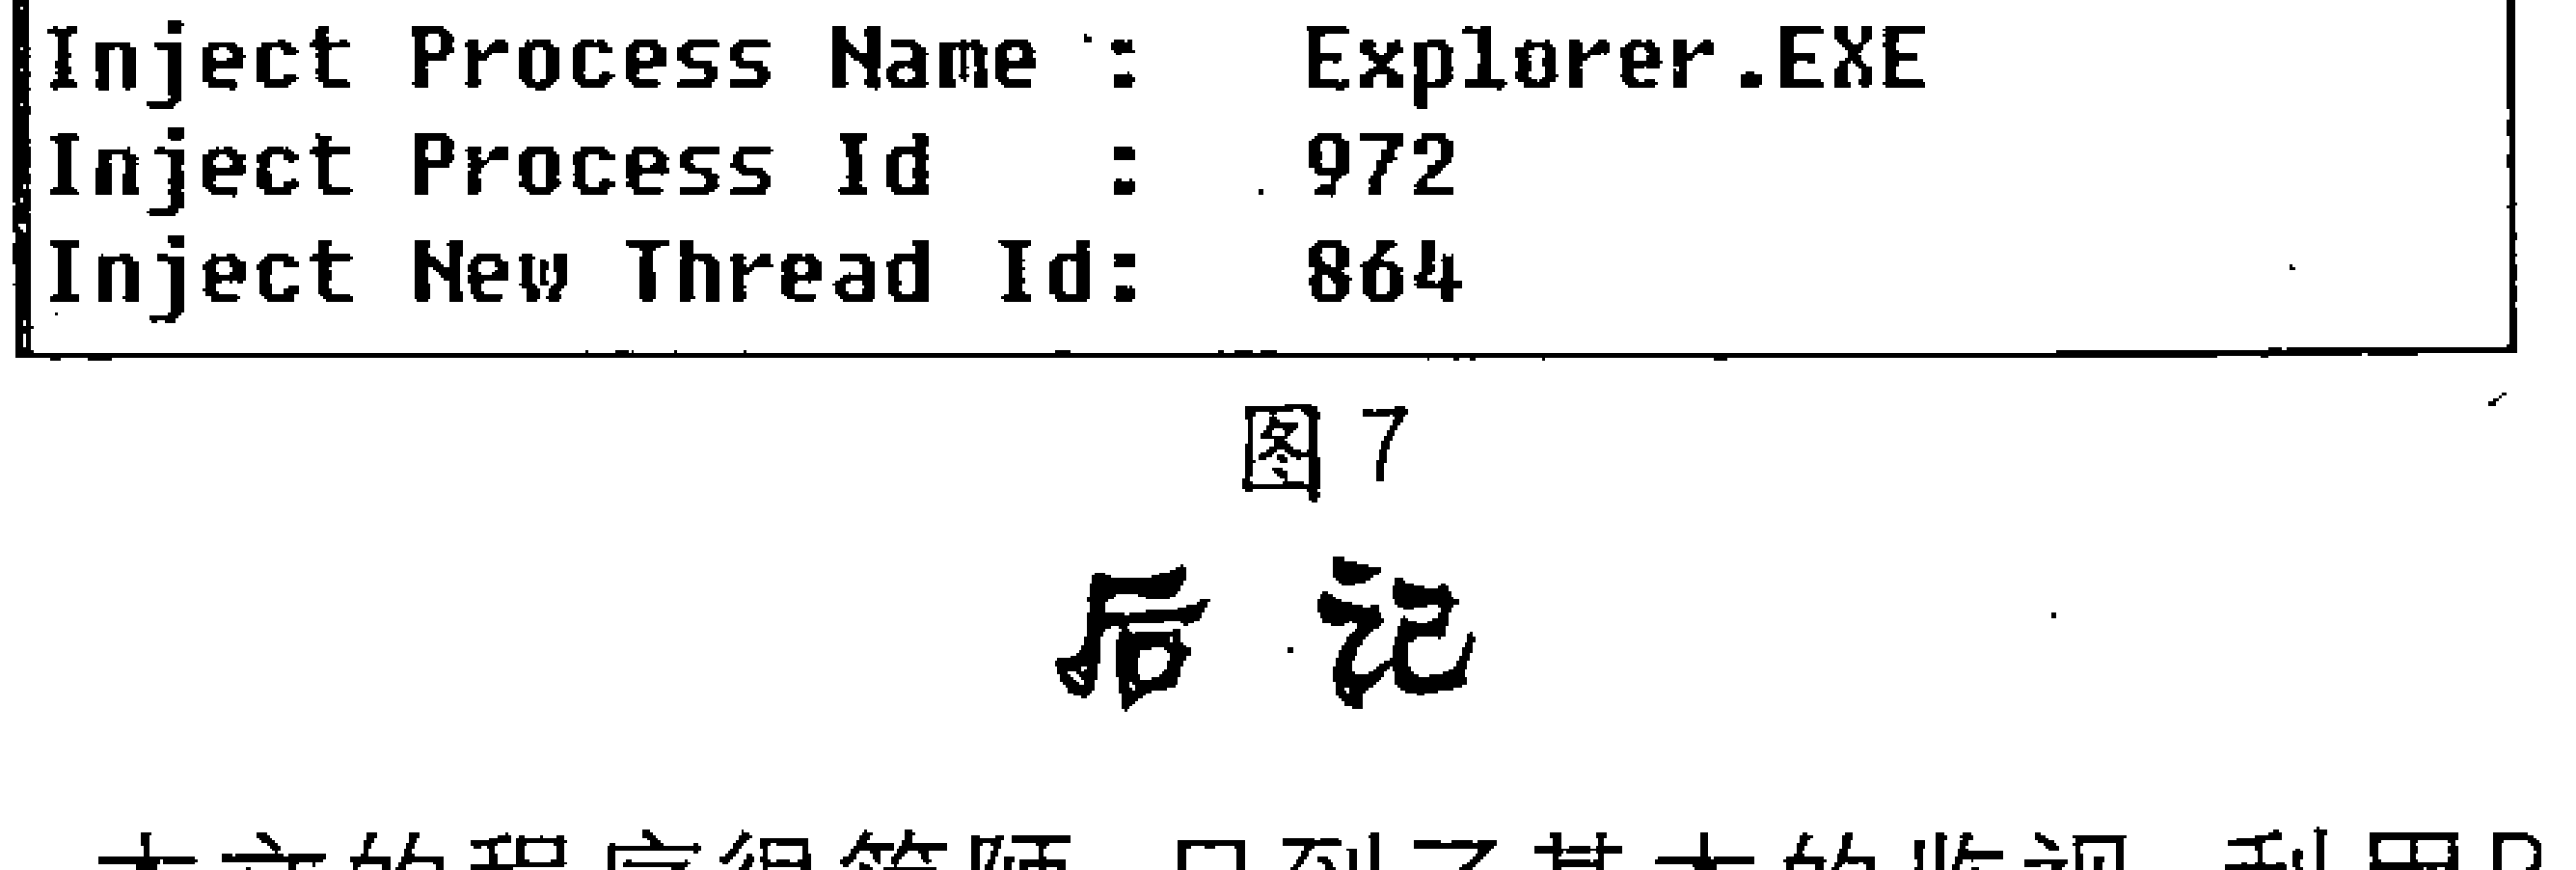 Inject Process Name : Explorer.EXE
Inject Process Id : 972
Inject New Thread Id: 864
图 7
后 记